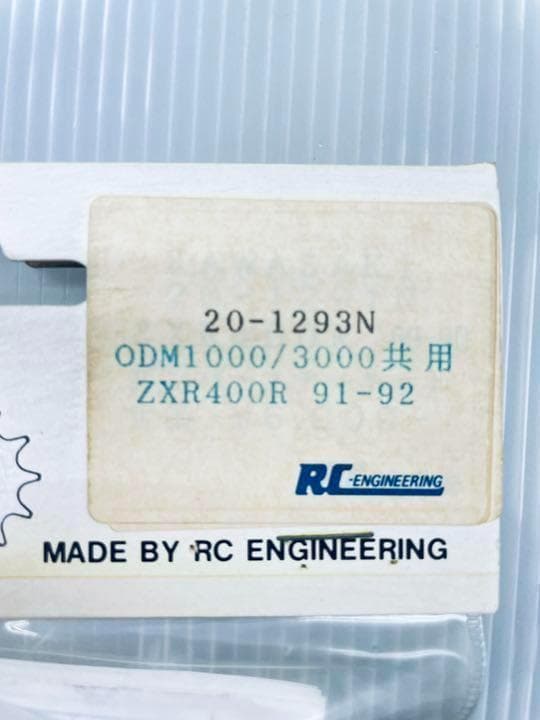 20-1293N
ODM1000/3000共用
ZXR400R 91-92
RC-ENGINEERING
MADE BY RC ENGINEERING